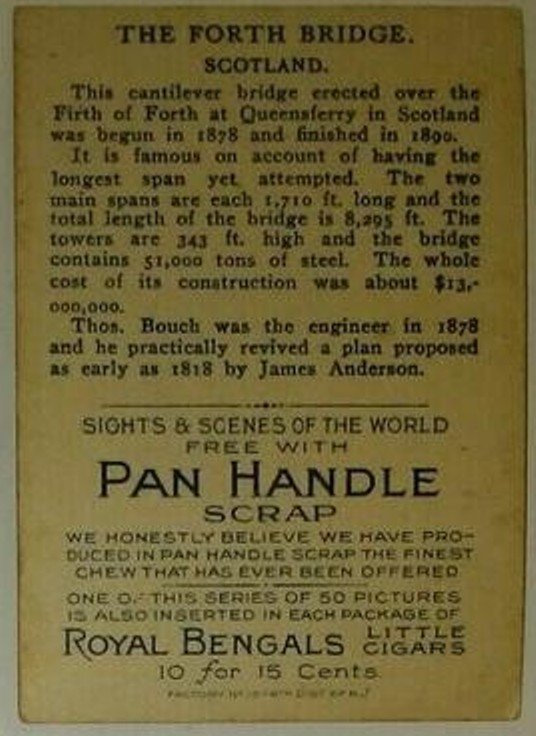 THE FORTH BRIDGE.
SCOTLAND.
This cantilever bridge erected over the
Firth of Forth at Queensferry in Scotland
was begun in 1878 and finished in 1890.
It is famous on account of having the
longest span yet attempted. The two
main spans are each 1,710 ft. long and the
total length of the bridge is 8,295 ft. The
towers are 343 ft. high and the bridge
contains 51,000 tons of steel. The whole
cost of its construction was about $13,-
000,000.
Thos. Bouch was the engineer in 1878
and he practically revived a plan proposed
as early as 1818 by James Anderson.
SIGHTS & SCENES OF THE WORLD
FREE WITH
PAN HANDLE
SCRAP
WE HONESTLY BELIEVE WE HAVE PRO-
DUCED IN PAN HANDLE SCRAP THE FINEST
CHEW THAT HAS EVER BEEN OFFERED
ONE OF THIS SERIES OF 50 PICTURES
IS ALSO INSERTED IN EACH PACKAGE OF
ROYAL BENGALS LITTLE CIGARS
10 for 15 Cents
FACTORY DIST OF N.J.